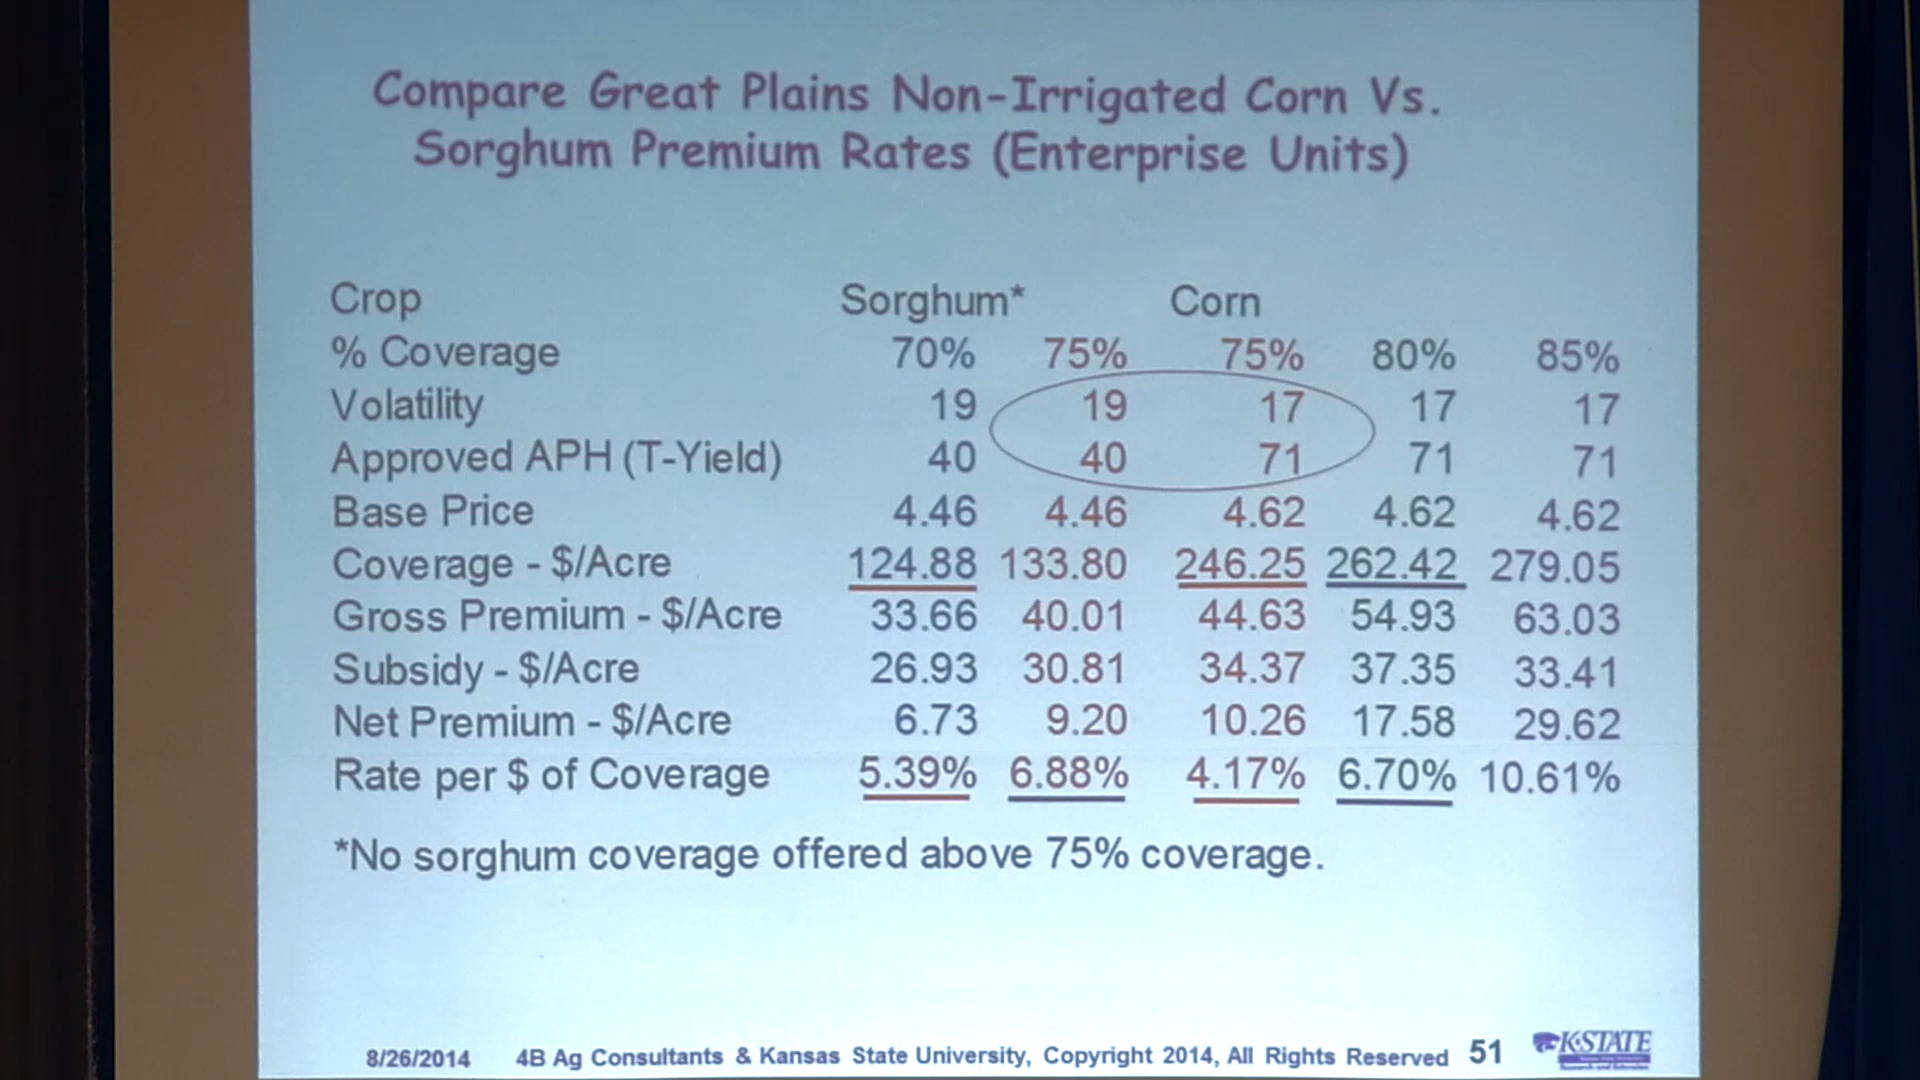 Compare Great Plains Non-Irrigated Corn Vs.
Sorghum Premium Rates (Enterprise Units)
Crop Sorghum* Corn
% Coverage 70% 75% 75% 80% 85%
Volatility 19 19 17 17 17
Approved APH (T-Yield) 40 40 71 71 71
Base Price 4.46 4.46 4.62 4.62 4.62
Coverage - $/Acre 124.88 133.80 246.25 262.42 279.05
Gross Premium - $/Acre 33.66 40.01 44.63 54.93 63.03
Subsidy - $/Acre 26.93 30.81 34.37 37.35 33.41
Net Premium - $/Acre 6.73 9.20 10.26 17.58 29.62
Rate per $ of Coverage 5.39% 6.88% 4.17% 6.70% 10.61%
*No sorghum coverage offered above 75% coverage.
8/26/2014 4B Ag Consultants & Kansas State University, Copyright 2014, All Rights Reserved 51 K-STATE